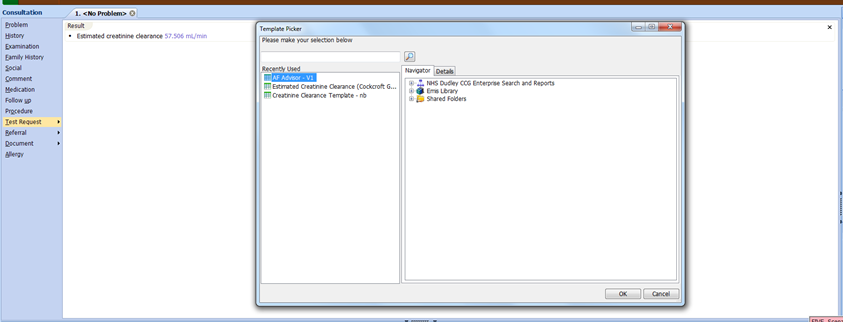 Consultation
1. <No Problem>
Problem
History
Examination
Family History
Social
Comment
Medication
Follow up
Procedure
Test Request
Referral
Document
Allergy
Result
Estimated creatinine clearance 57.506 mL/min
Template Picker
Please make your selection below
Recently Used
AF Advisor - V1
Estimated Creatinine Clearance (Cockcroft G...
Creatinine Clearance Template - nb
Navigator
Details
NHS Dudley CCG Enterprise Search and Reports
Emis Library
Shared Folders
OK
Cancel